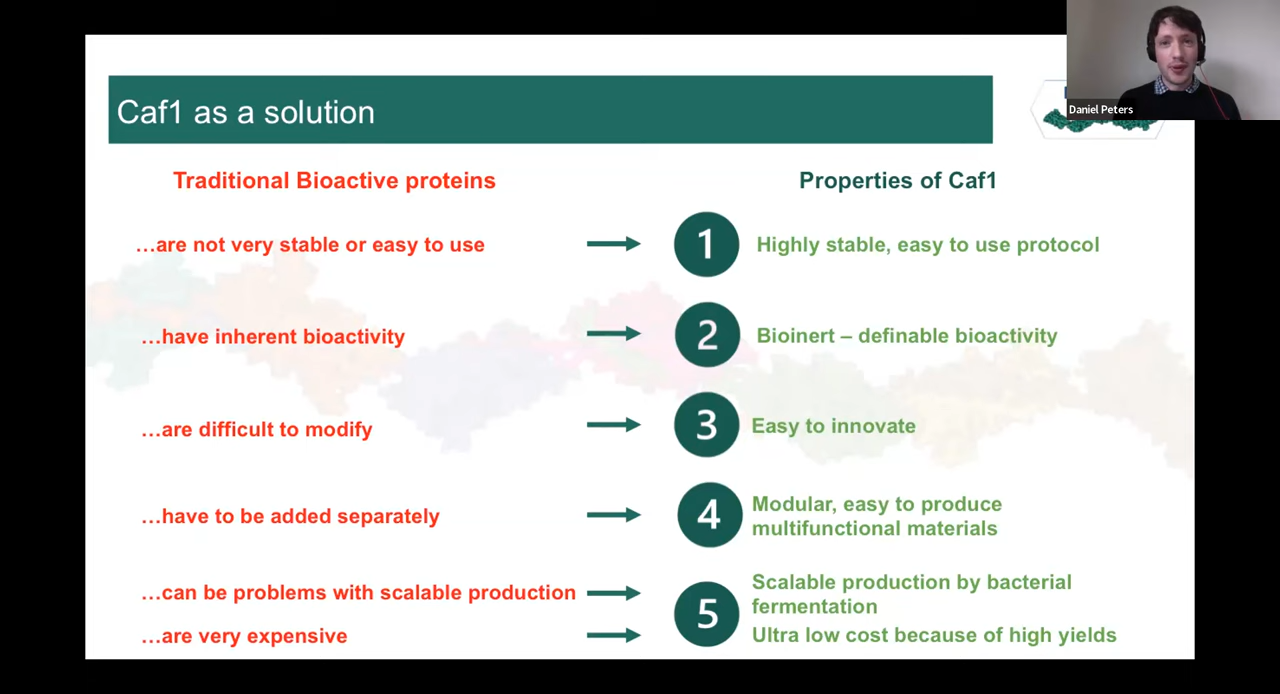 Caf1 as a solution
Daniel Peters
Traditional Bioactive proteins
Properties of Caf1
…are not very stable or easy to use
1
Highly stable, easy to use protocol
…have inherent bioactivity
2
Bioinert – definable bioactivity
…are difficult to modify
3
Easy to innovate
…have to be added separately
4
Modular, easy to produce
multifunctional materials
…can be problems with scalable production
5
Scalable production by bacterial
fermentation
…are very expensive
Ultra low cost because of high yields